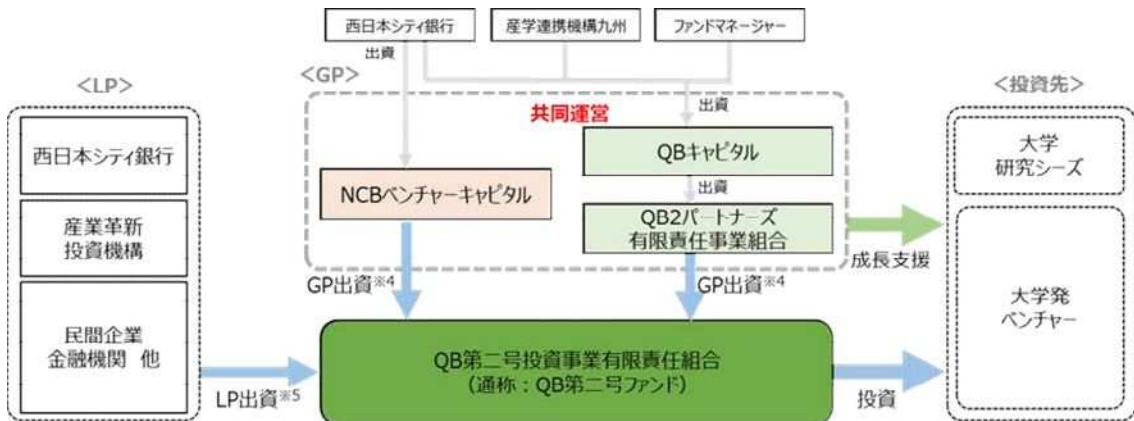 西日本シティ銀行
産学連携機構九州
ファンドマネージャー
出資
<GP>
<LP>
<投資先>
共同運営
出資
西日本シティ銀行
QBキャピタル
大学
研究シーズ
出資
NCBベンチャーキャピタル
産業革新
投資機構
QB2パートナーズ
有限責任事業組合
成長支援
GP出資※4
GP出資※4
大学発
ベンチャー
民間企業
金融機関 他
QB第二号投資事業有限責任組合
(通称:QB第二号ファンド)
LP出資※5
投資